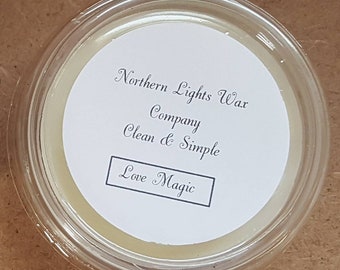 Northern Lights Wax
Company
Clean & Simple
Love Magic